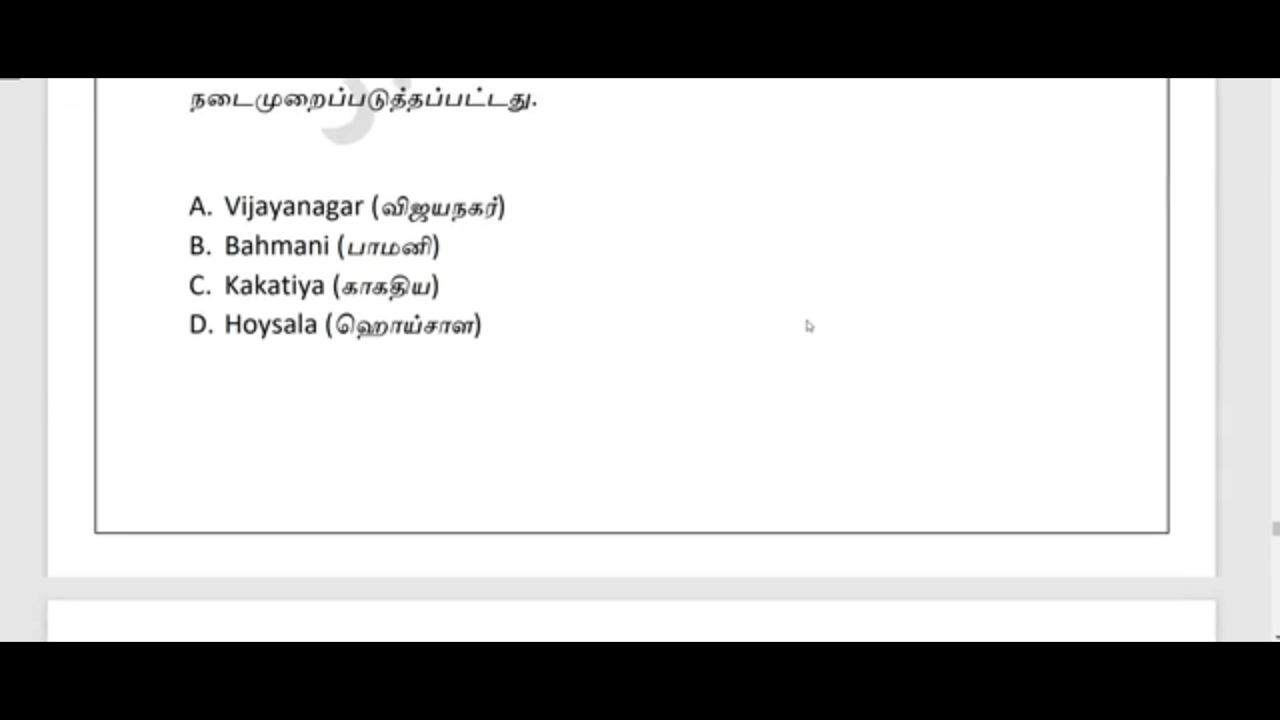 நடைமுறைப்படுத்தப்பட்டது.
A. Vijayanagar (விஜயநகர்)
B. Bahmani (பாமனி)
C. Kakatiya (காகதிய)
D. Hoysala (ஹொய்சாள)